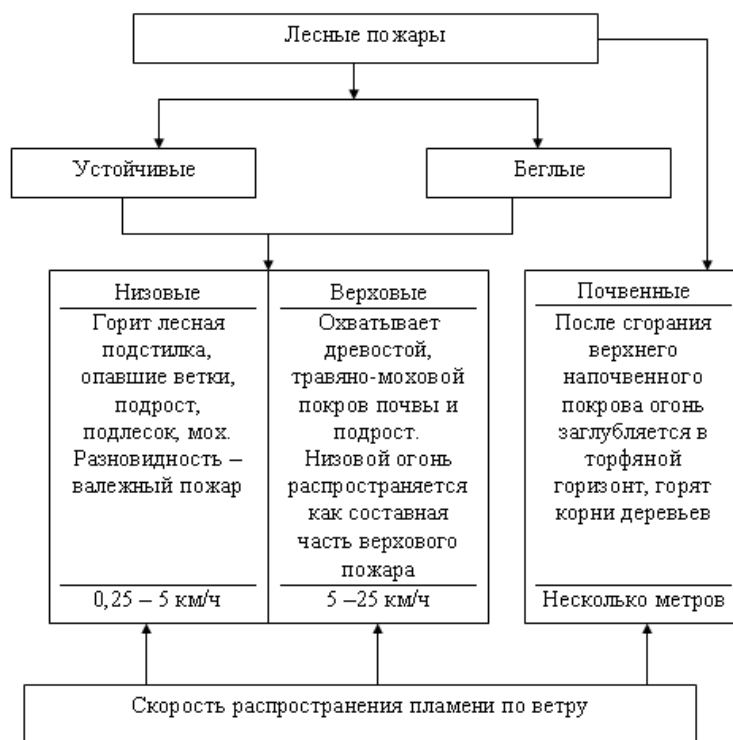 Лесные пожары
Устойчивые
Беглые
Низовые
Горит лесная
подстилка,
опавшие ветки,
подрост,
подлесок, мох.
Разновидность –
валежный пожар
0,25 – 5 км/ч
Верховые
Охватывает
древостой,
травяно-моховой
покров почвы и
подрост.
Низовой огонь
распространяется
как составная
часть верхового
пожара
5 –25 км/ч
Почвенные
После сгорания
верхнего
напочвенного
покрова огонь
заглубляется в
торфяной
горизонт, горят
корни деревьев
Несколько метров
Скорость распространения пламени по ветру